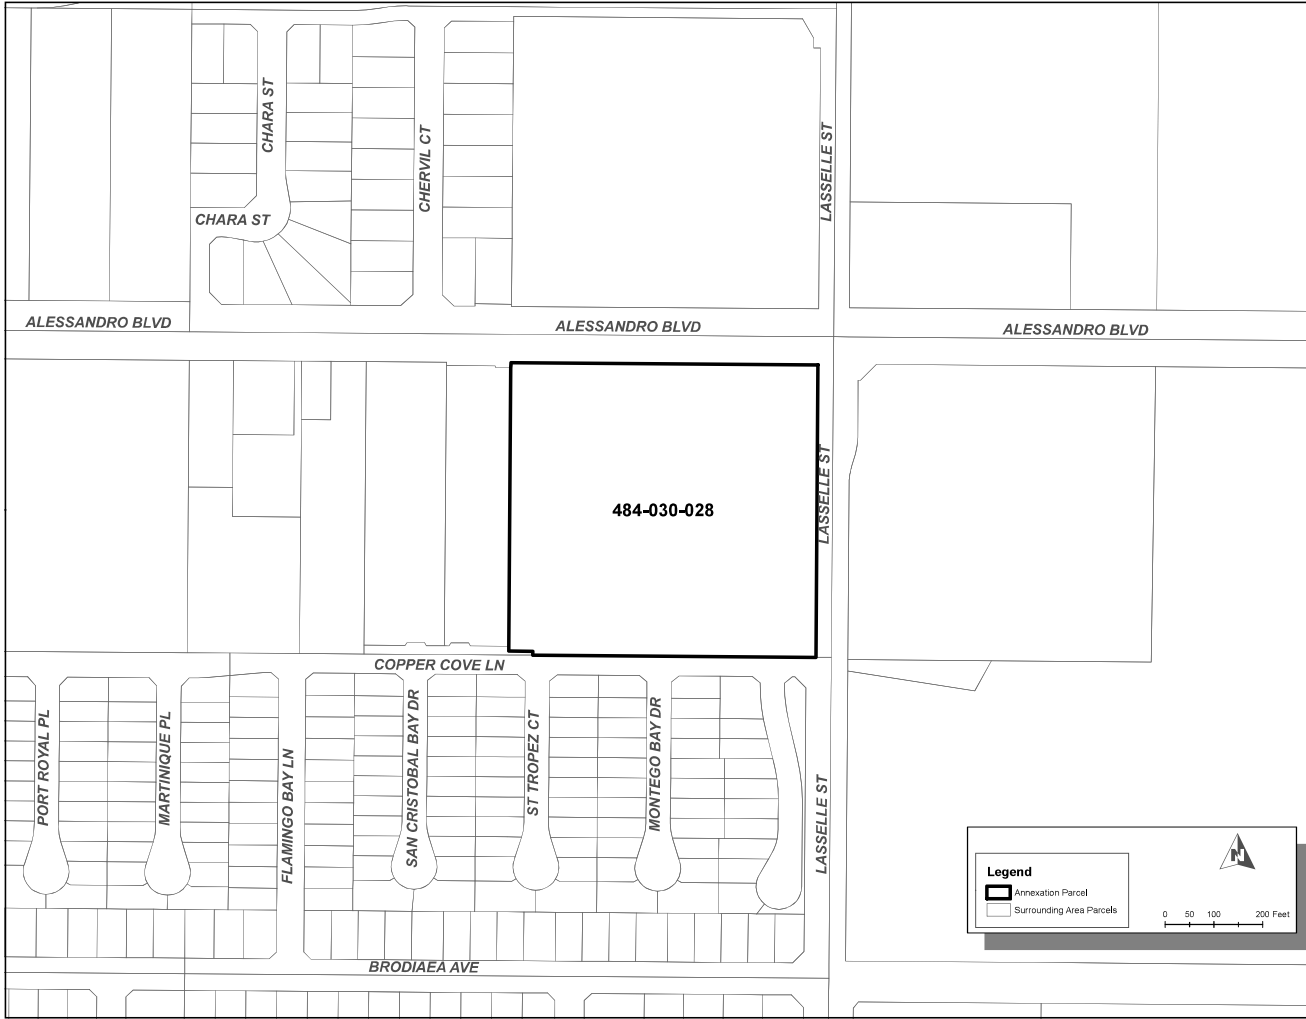 CHARA ST
CHERVIL CT
LASSELLE ST
CHARA ST
ALESSANDRO BLVD
ALESSANDRO BLVD
ALESSANDRO BLVD
484-030-028
LASSELLE ST
COPPER COVE LN
PORT ROYAL PL
MARTINIQUE PL
FLAMINGO BAY LN
SAN CRISTOBAL BAY DR
ST TROPEZ CT
MONTEGO BAY DR
LASSELLE ST
BRODIAEA AVE
N
Legend
Annexation Parcel
Surrounding Area Parcels
0 50 100 200 Feet